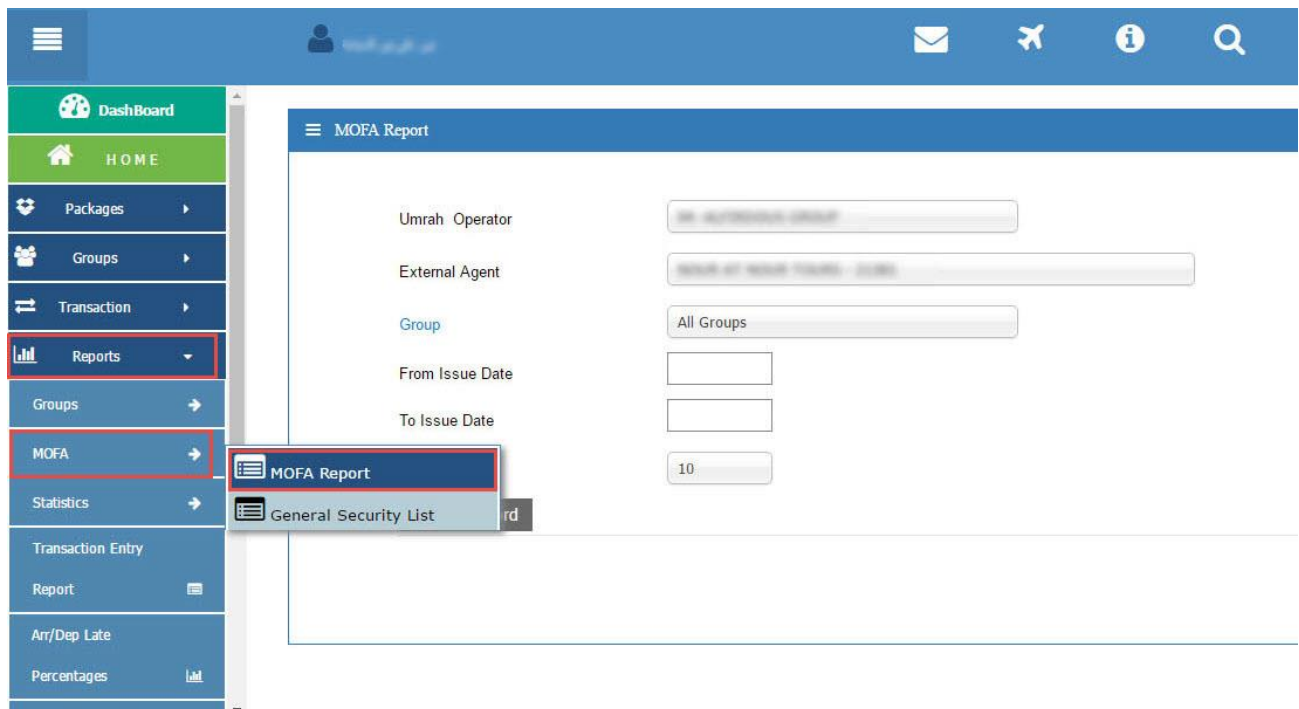 DashBoard
HOME
Packages
Groups
Transaction
Reports
Groups
MOFA
Statistics
Transaction Entry
Report
Arr/Dep Late
Percentages
MOFA Report
General Security List
MOFA Report
Umrah Operator
External Agent
Group
All Groups
From Issue Date
To Issue Date
10
rd